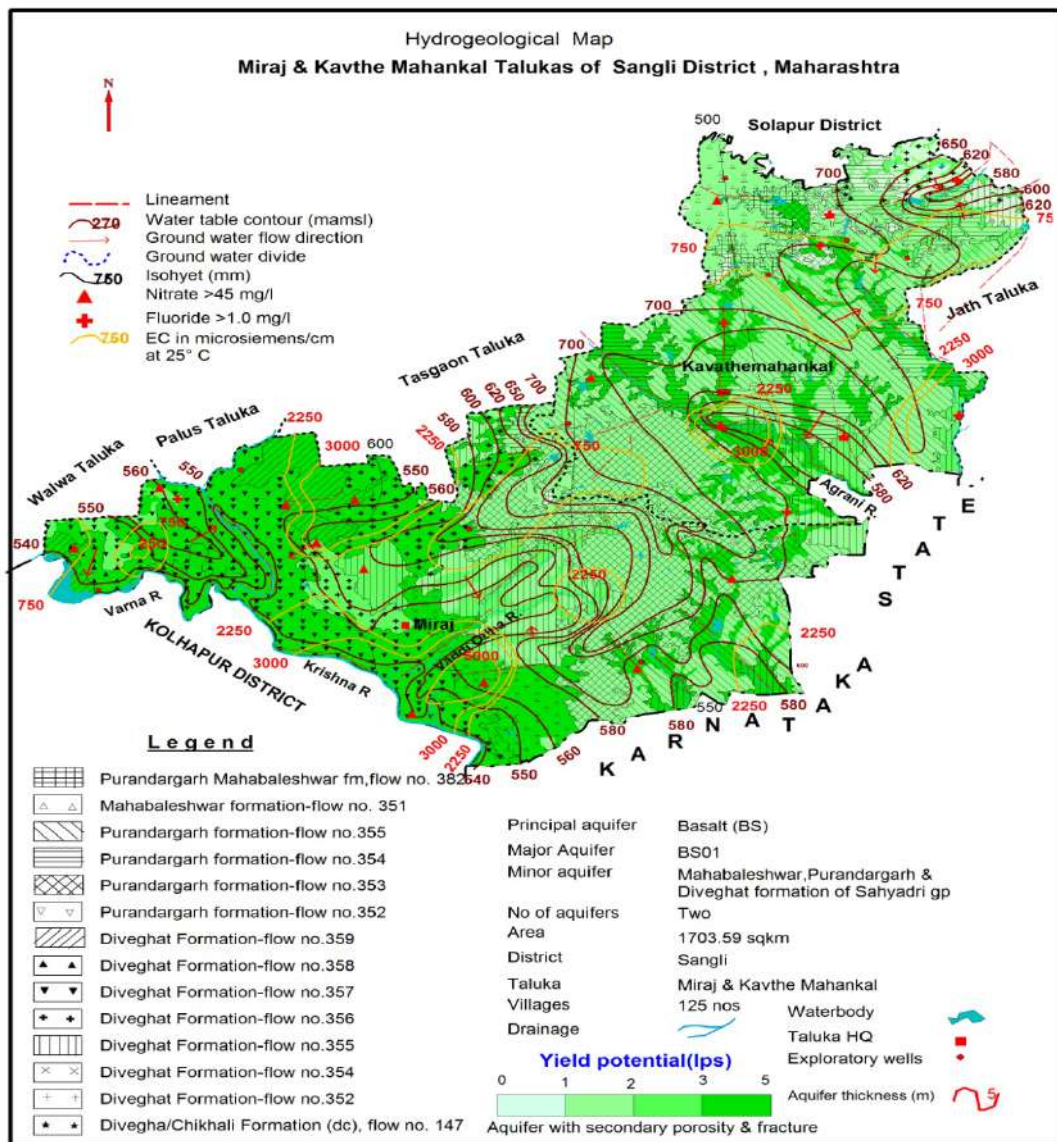 Hydrogeological Map
Miraj & Kavthe Mahankal Talukas of Sangli District , Maharashtra
N
Lineament
270 Water table contour (mamsl)
Ground water flow direction
Ground water divide
750 Isohyet (mm)
Nitrate >45 mg/l
Fluoride >1.0 mg/l
750 EC in microsiemens/cm
at 25° C
500
Solapur District
650
620
580
600
620
700
750
750
Jath Taluka
2250
3000
700
700
Tasgaon Taluka
Kavathemahankal
2250
3000
750
Agrani R.
580
620
600
620
650
700
580
2250
Palus Taluka
2250
3000
600
550
560
Walwa Taluka
560
550
550
540
750
Varna R
KOLHAPUR DISTRICT
2250
3000
Krishna R
Miraj
2250
3000
2250
540
550
560
580
580
550
2250
580
2250
KARNATAKA STATE
Legend
Purandargarh Mahabaleshwar fm,flow no. 382
Mahabaleshwar formation-flow no. 351
Purandargarh formation-flow no.355
Purandargarh formation-flow no.354
Purandargarh formation-flow no.353
Purandargarh formation-flow no.352
Diveghat Formation-flow no.359
Diveghat Formation-flow no.358
Diveghat Formation-flow no.357
Diveghat Formation-flow no.356
Diveghat Formation-flow no.355
Diveghat Formation-flow no.354
Diveghat Formation-flow no.352
Divegha/Chikhali Formation (dc), flow no. 147
Principal aquifer Basalt (BS)
Major Aquifer BS01
Minor aquifer Mahabaleshwar,Purandargarh &
Diveghat formation of Sahyadri gp
No of aquifers Two
Area 1703.59 sqkm
District Sangli
Taluka Miraj & Kavthe Mahankal
Villages 125 nos
Drainage
Waterbody
Taluka HQ
Exploratory wells
Aquifer thickness (m) 5
Yield potential(lps)
0 1 2 3 5
Aquifer with secondary porosity & fracture